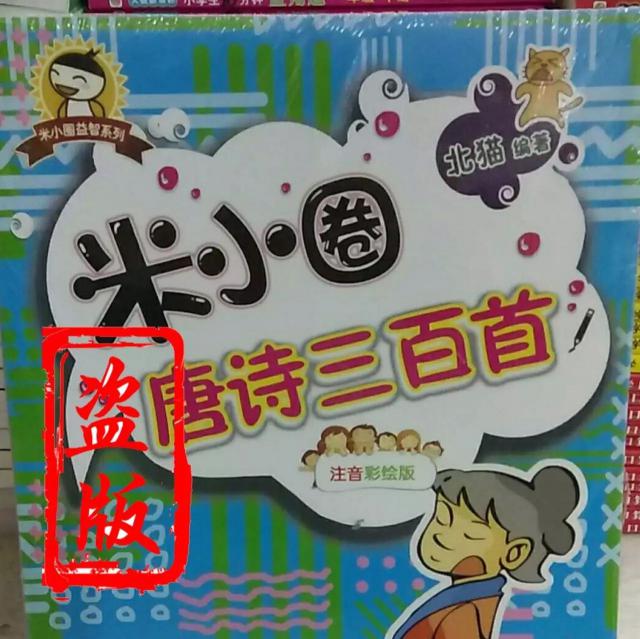 米小圈益智系列
北猫 编著
米小圈
唐诗三百首
注音彩绘版
盗版